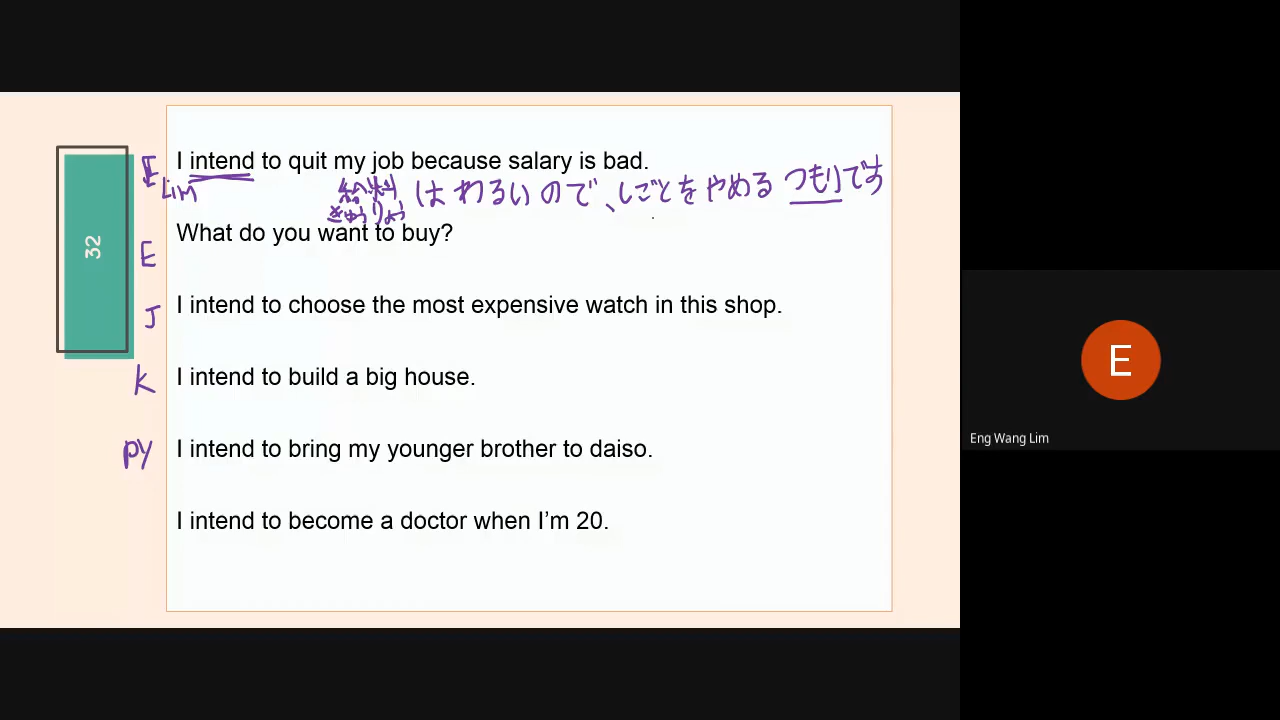 32
E I intend to quit my job because salary is bad.
Lim 給料 は わるい ので、しごとを やめる つもりです
きゅうりょう
E What do you want to buy?
J I intend to choose the most expensive watch in this shop.
K I intend to build a big house.
PY I intend to bring my younger brother to daiso.
I intend to become a doctor when I'm 20.
E
Eng Wang Lim